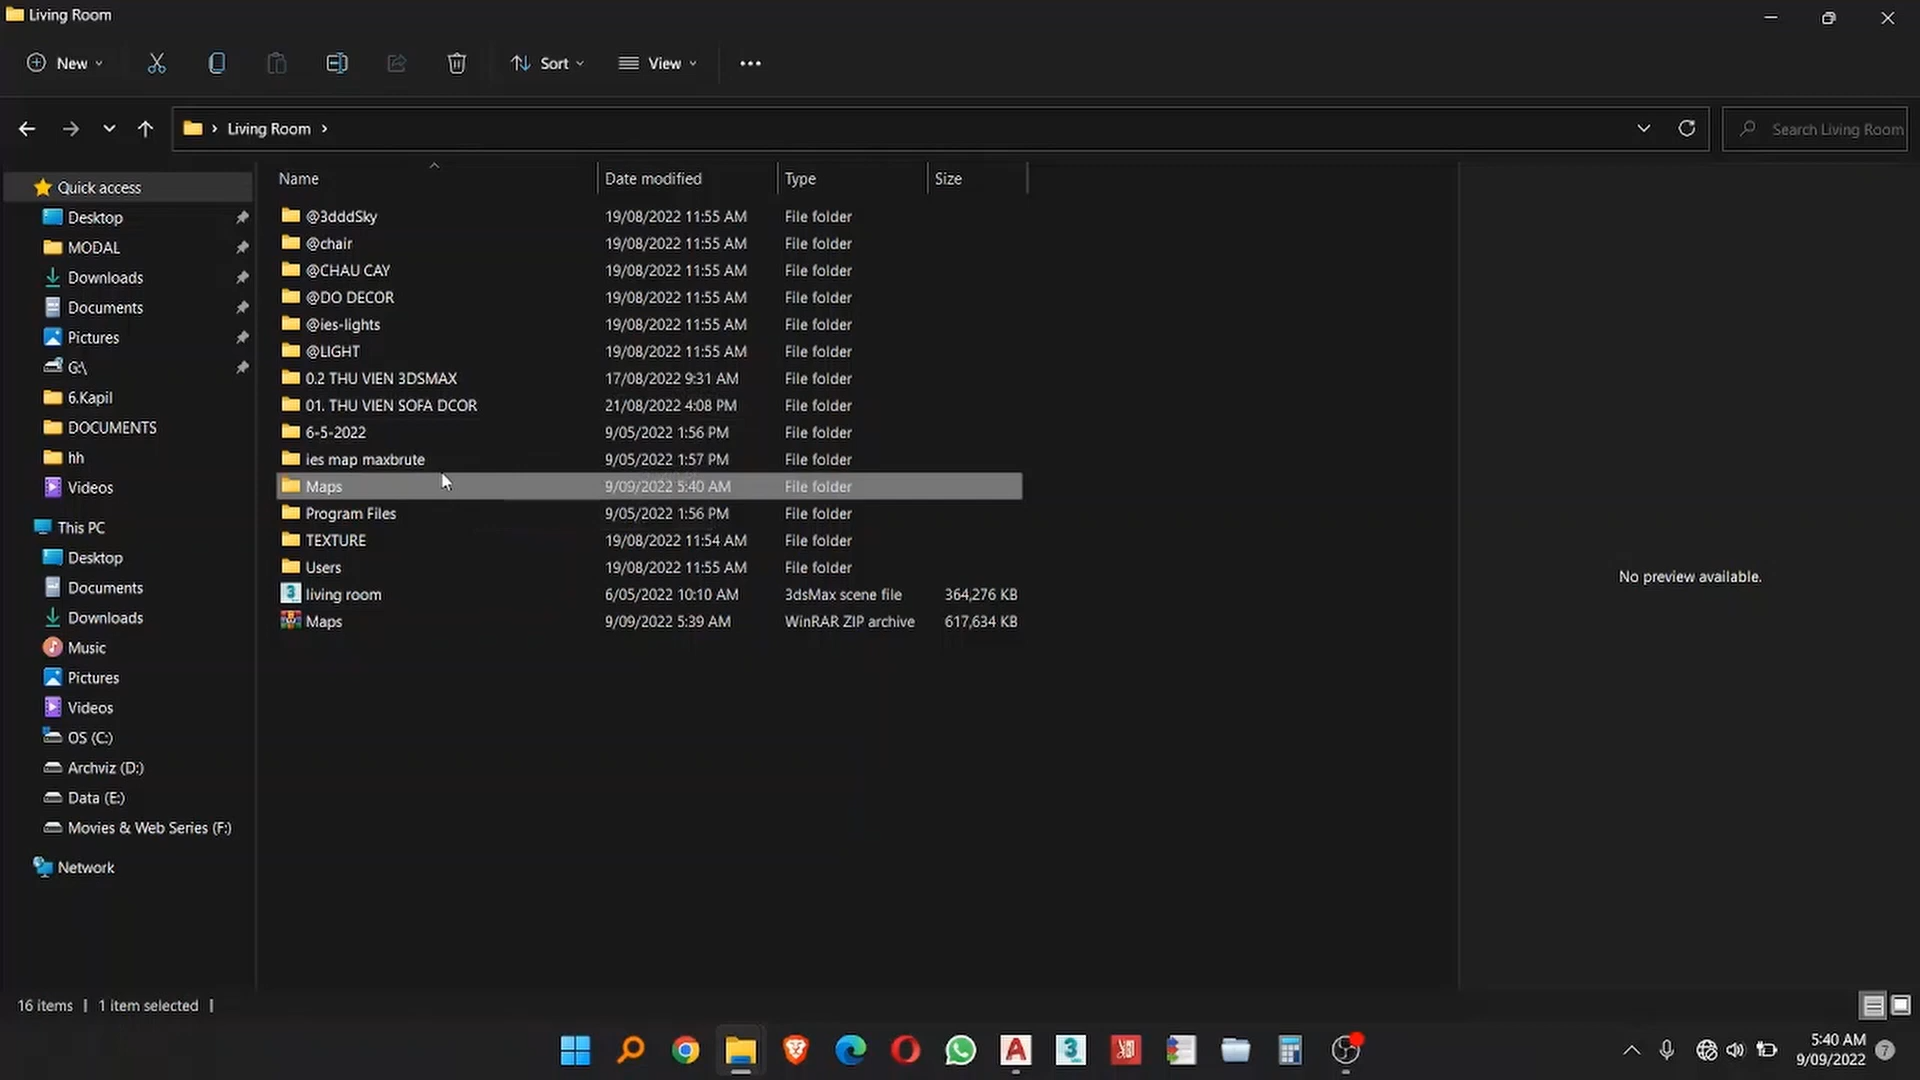 Living Room
New
Sort
View
Living Room
Search Living Room
Name Date modified Type Size
@3dddSky 19/08/2022 11:55 AM File folder
@chair 19/08/2022 11:55 AM File folder
@CHAU CAY 19/08/2022 11:55 AM File folder
@DO DECOR 19/08/2022 11:55 AM File folder
@ies-lights 19/08/2022 11:55 AM File folder
@LIGHT 19/08/2022 11:55 AM File folder
0.2 THU VIEN 3DSMAX 17/08/2022 9:31 AM File folder
01. THU VIEN SOFA DCOR 21/08/2022 4:08 PM File folder
6-5-2022 9/05/2022 1:56 PM File folder
ies map maxbrute 9/05/2022 1:57 PM File folder
Maps 9/09/2022 5:40 AM File folder
Program Files 9/05/2022 1:56 PM File folder
TEXTURE 19/08/2022 11:54 AM File folder
Users 19/08/2022 11:55 AM File folder
living room 6/05/2022 10:10 AM 3dsMax scene file 364,276 KB
Maps 9/09/2022 5:39 AM WinRAR ZIP archive 617,634 KB
Quick access
Desktop
MODAL
Downloads
Documents
Pictures
G:\
6.Kapil
DOCUMENTS
hh
Videos
This PC
Desktop
Documents
Downloads
Music
Pictures
Videos
OS (C:)
Archviz (D:)
Data (E:)
Movies & Web Series (F:)
Network
No preview available.
16 items | 1 item selected |
5:40 AM
9/09/2022
7